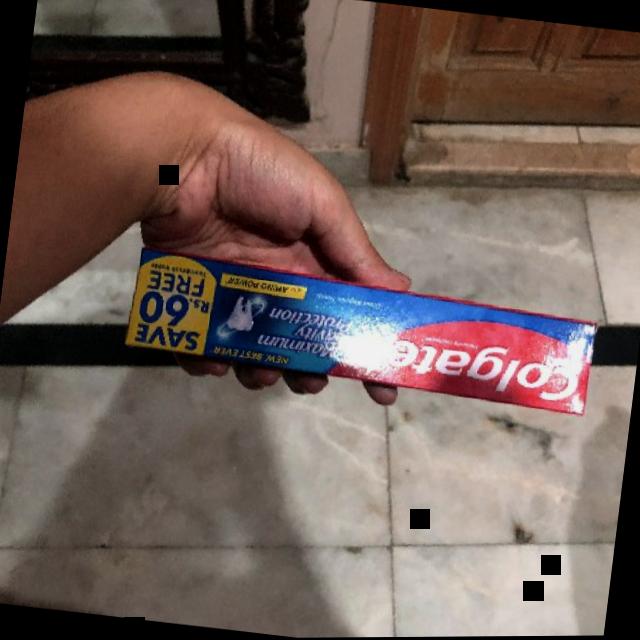 Colgate
NEW, BEST EVER
Maximum
Cavity
Protection
+ AMINO POWER
SAVE
Rs.60
FREE